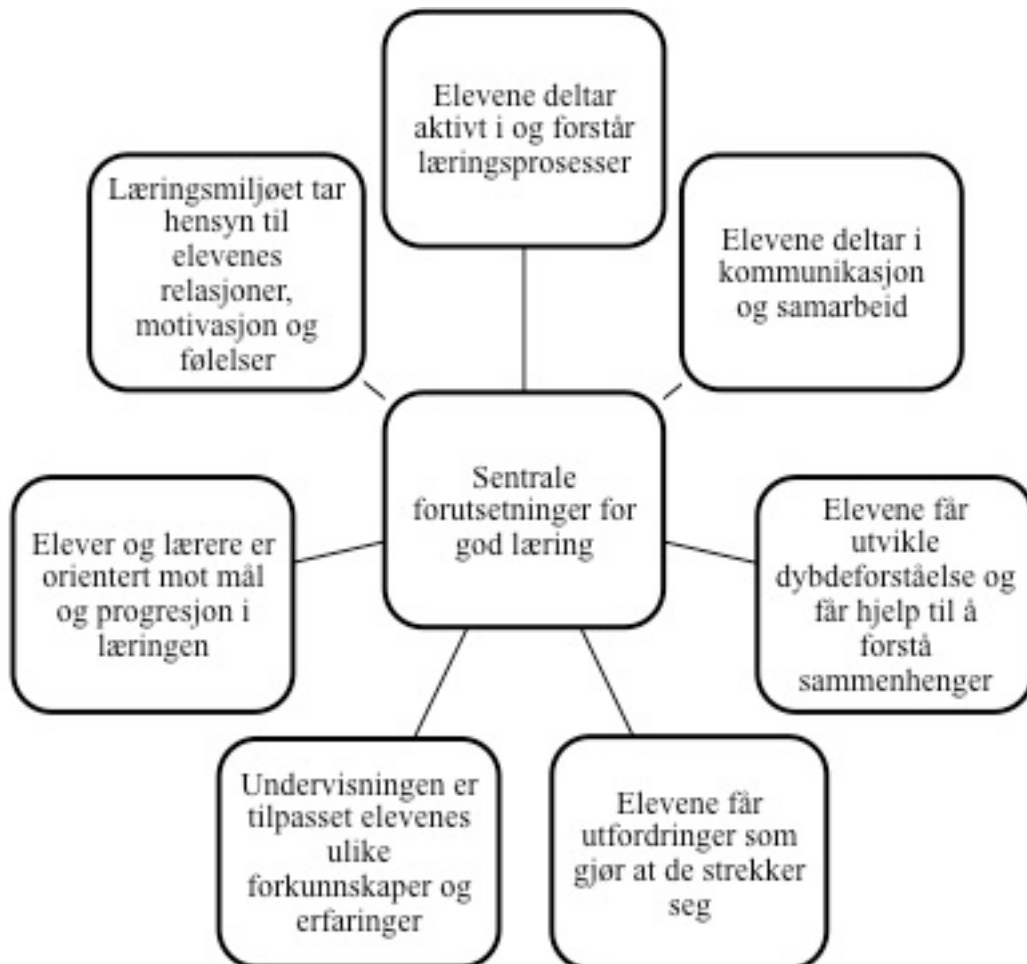 Elevene deltar
aktivt i og forstår
læringsprosesser
Læringsmiljøet tar
hensyn til
elevenes
relasjoner,
motivasjon og
følelser
Elevene deltar i
kommunikasjon
og samarbeid
Sentrale
forutsetninger for
god læring
Elever og lærere er
orientert mot mål
og progresjon i
læringen
Elevene får
utvikle
dybdeforståelse og
får hjelp til å
forstå
sammenhenger
Undervisningen er
tilpasset elevenes
ulike
forkunnskaper og
erfaringer
Elevene får
utfordringer som
gjør at de strekker
seg